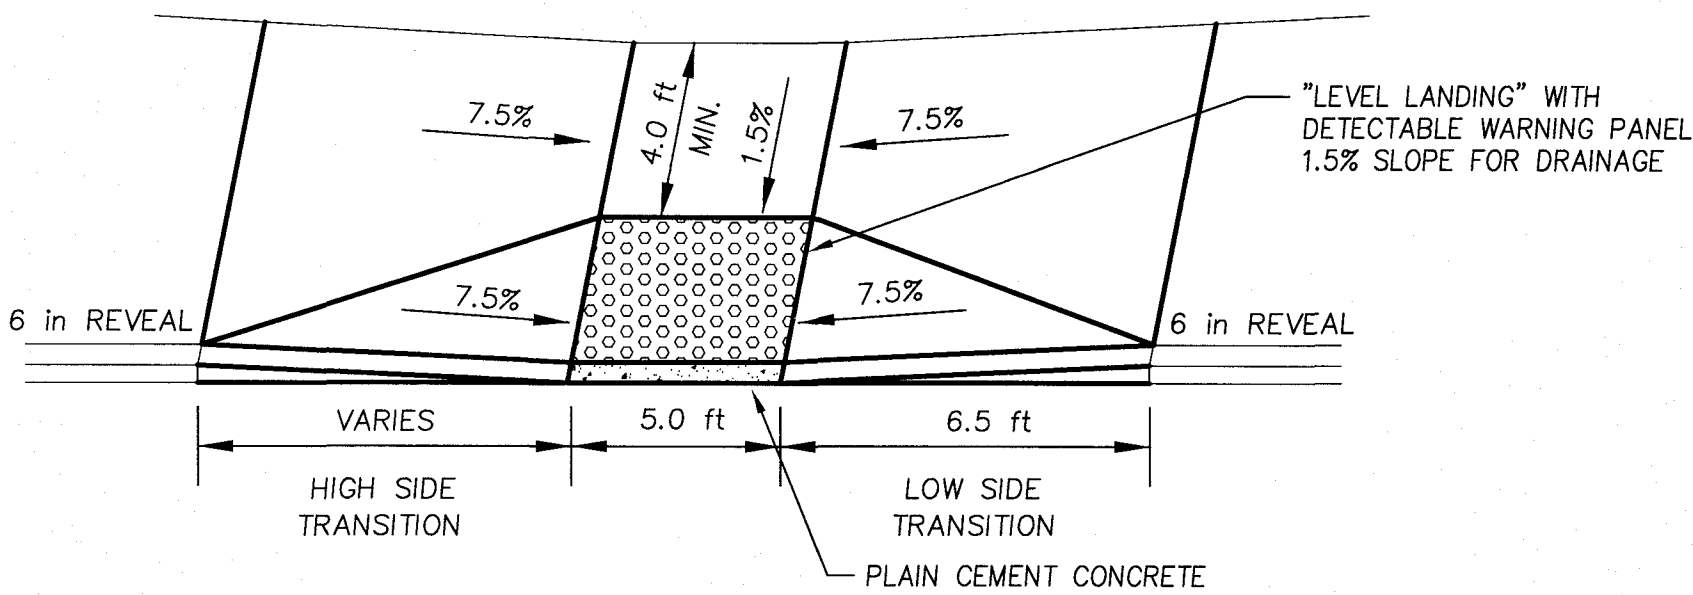 7.5%
4.0 ft
MIN.
1.5%
7.5%
"LEVEL LANDING" WITH
DETECTABLE WARNING PANEL
1.5% SLOPE FOR DRAINAGE
7.5%
7.5%
6 in REVEAL
6 in REVEAL
VARIES
5.0 ft
6.5 ft
HIGH SIDE
TRANSITION
LOW SIDE
TRANSITION
PLAIN CEMENT CONCRETE